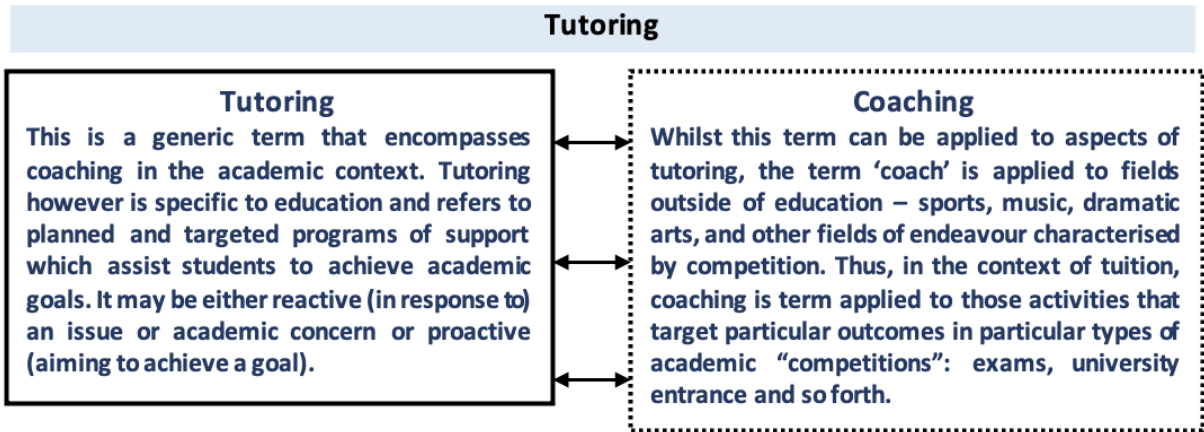 Tutoring
Tutoring
This is a generic term that encompasses
coaching in the academic context. Tutoring
however is specific to education and refers to
planned and targeted programs of support
which assist students to achieve academic
goals. It may be either reactive (in response to)
an issue or academic concern or proactive
(aiming to achieve a goal).
Coaching
Whilst this term can be applied to aspects of
tutoring, the term ‘coach’ is applied to fields
outside of education – sports, music, dramatic
arts, and other fields of endeavour characterised
by competition. Thus, in the context of tuition,
coaching is term applied to those activities that
target particular outcomes in particular types of
academic “competitions”: exams, university
entrance and so forth.